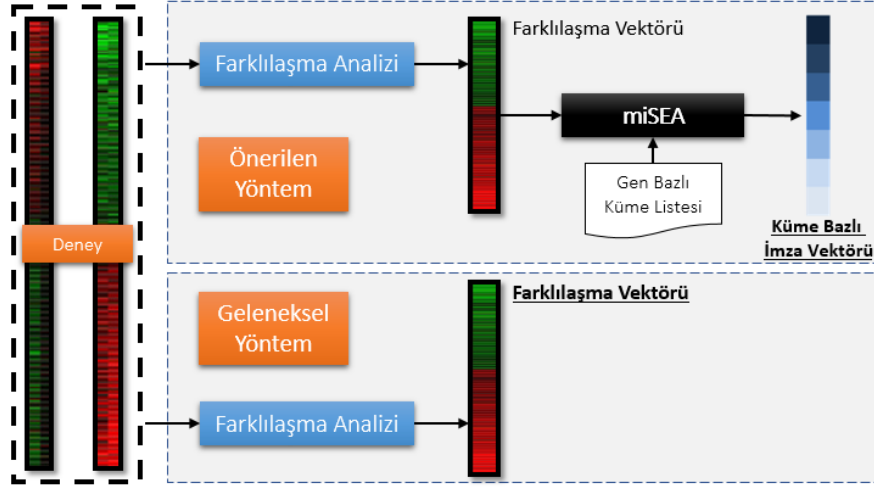 Farklılaşma Analizi
Farklılaşma Vektörü
miSEA
Önerilen
Yöntem
Gen Bazlı
Küme Listesi
Küme Bazlı
İmza Vektörü
Deney
Geleneksel
Yöntem
Farklılaşma Vektörü
Farklılaşma Analizi